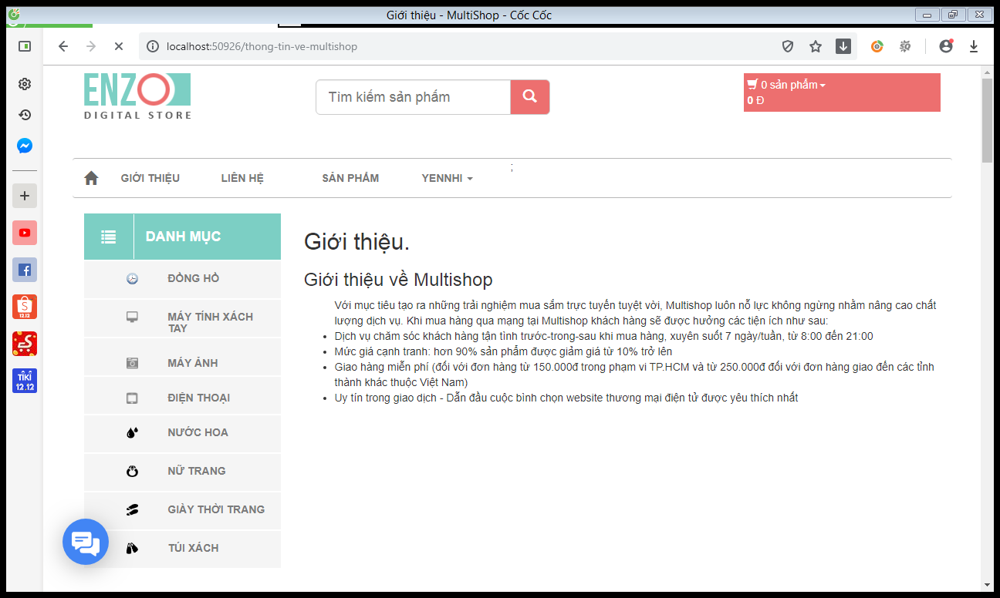 Giới thiệu - MultiShop - Cốc Cốc
localhost:50926/thong-tin-ve-multishop
ENZO
DIGITAL STORE
Tìm kiếm sản phẩm
0 sản phẩm
0 Đ
GIỚI THIỆU
LIÊN HỆ
SẢN PHẨM
YENNHI
;
DANH MỤC
ĐỒNG HỒ
MÁY TÍNH XÁCH
TAY
MÁY ẢNH
ĐIỆN THOẠI
NƯỚC HOA
NỮ TRANG
GIÀY THỜI TRANG
TÚI XÁCH
Giới thiệu.
Giới thiệu về Multishop
Với mục tiêu tạo ra những trải nghiệm mua sắm trực tuyến tuyệt vời, Multishop luôn nỗ lực không ngừng nhằm nâng cao chất
lượng dịch vụ. Khi mua hàng qua mạng tại Multishop khách hàng sẽ được hưởng các tiện ích như sau:
• Dịch vụ chăm sóc khách hàng tận tình trước-trong-sau khi mua hàng, xuyên suốt 7 ngày/tuần, từ 8:00 đến 21:00
• Mức giá cạnh tranh: hơn 90% sản phẩm được giảm giá từ 10% trở lên
• Giao hàng miễn phí (đối với đơn hàng từ 150.000đ trong phạm vi TP.HCM và từ 250.000đ đối với đơn hàng giao đến các tỉnh
thành khác thuộc Việt Nam)
• Uy tín trong giao dịch - Dẫn đầu cuộc bình chọn website thương mại điện tử được yêu thích nhất
12.12
TIKI
12.12